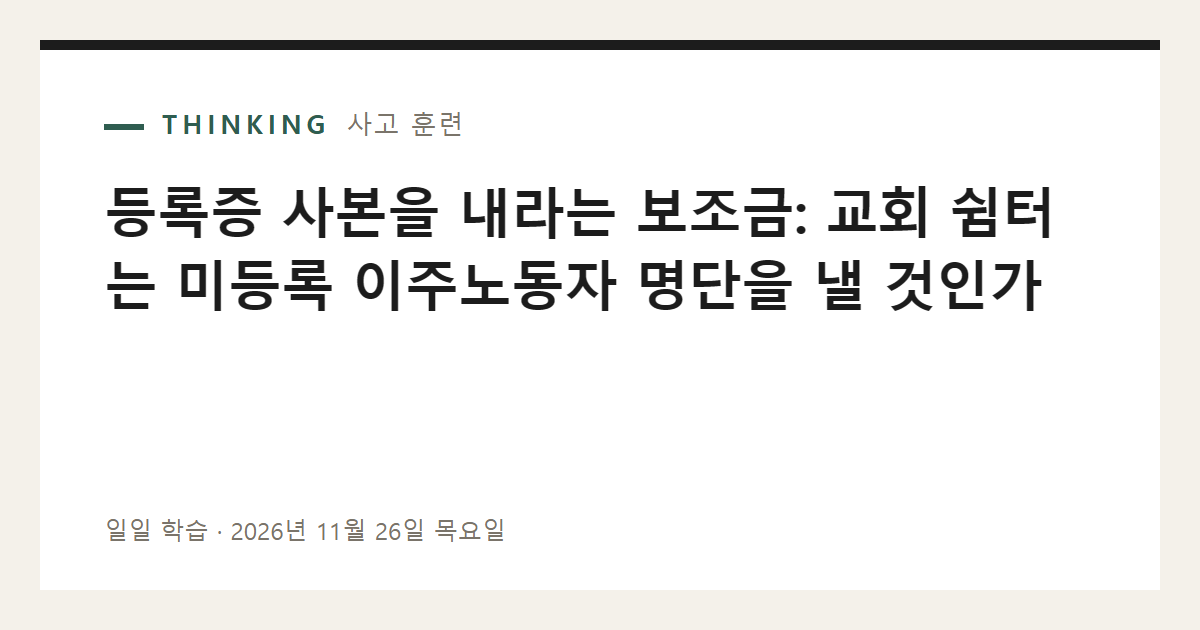 THINKING 사고 훈련
등록증 사본을 내라는 보조금: 교회 쉼터
는 미등록 이주노동자 명단을 낼 것인가
일일 학습 · 2026년 11월 26일 목요일